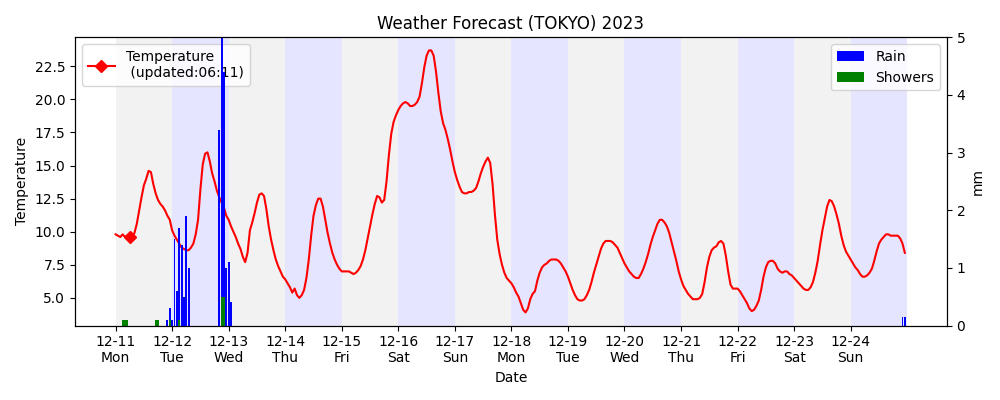 Weather Forecast (TOKYO) 2023
Temperature
(updated:06:11)
Rain
Showers
22.5
20.0
17.5
15.0
12.5
10.0
7.5
5.0
Temperature
5
4
3
2
1
0
mm
12-11 12-12 12-13 12-14 12-15 12-16 12-17 12-18 12-19 12-20 12-21 12-22 12-23 12-24
Mon Tue Wed Thu Fri Sat Sun Mon Tue Wed Thu Fri Sat Sun
Date